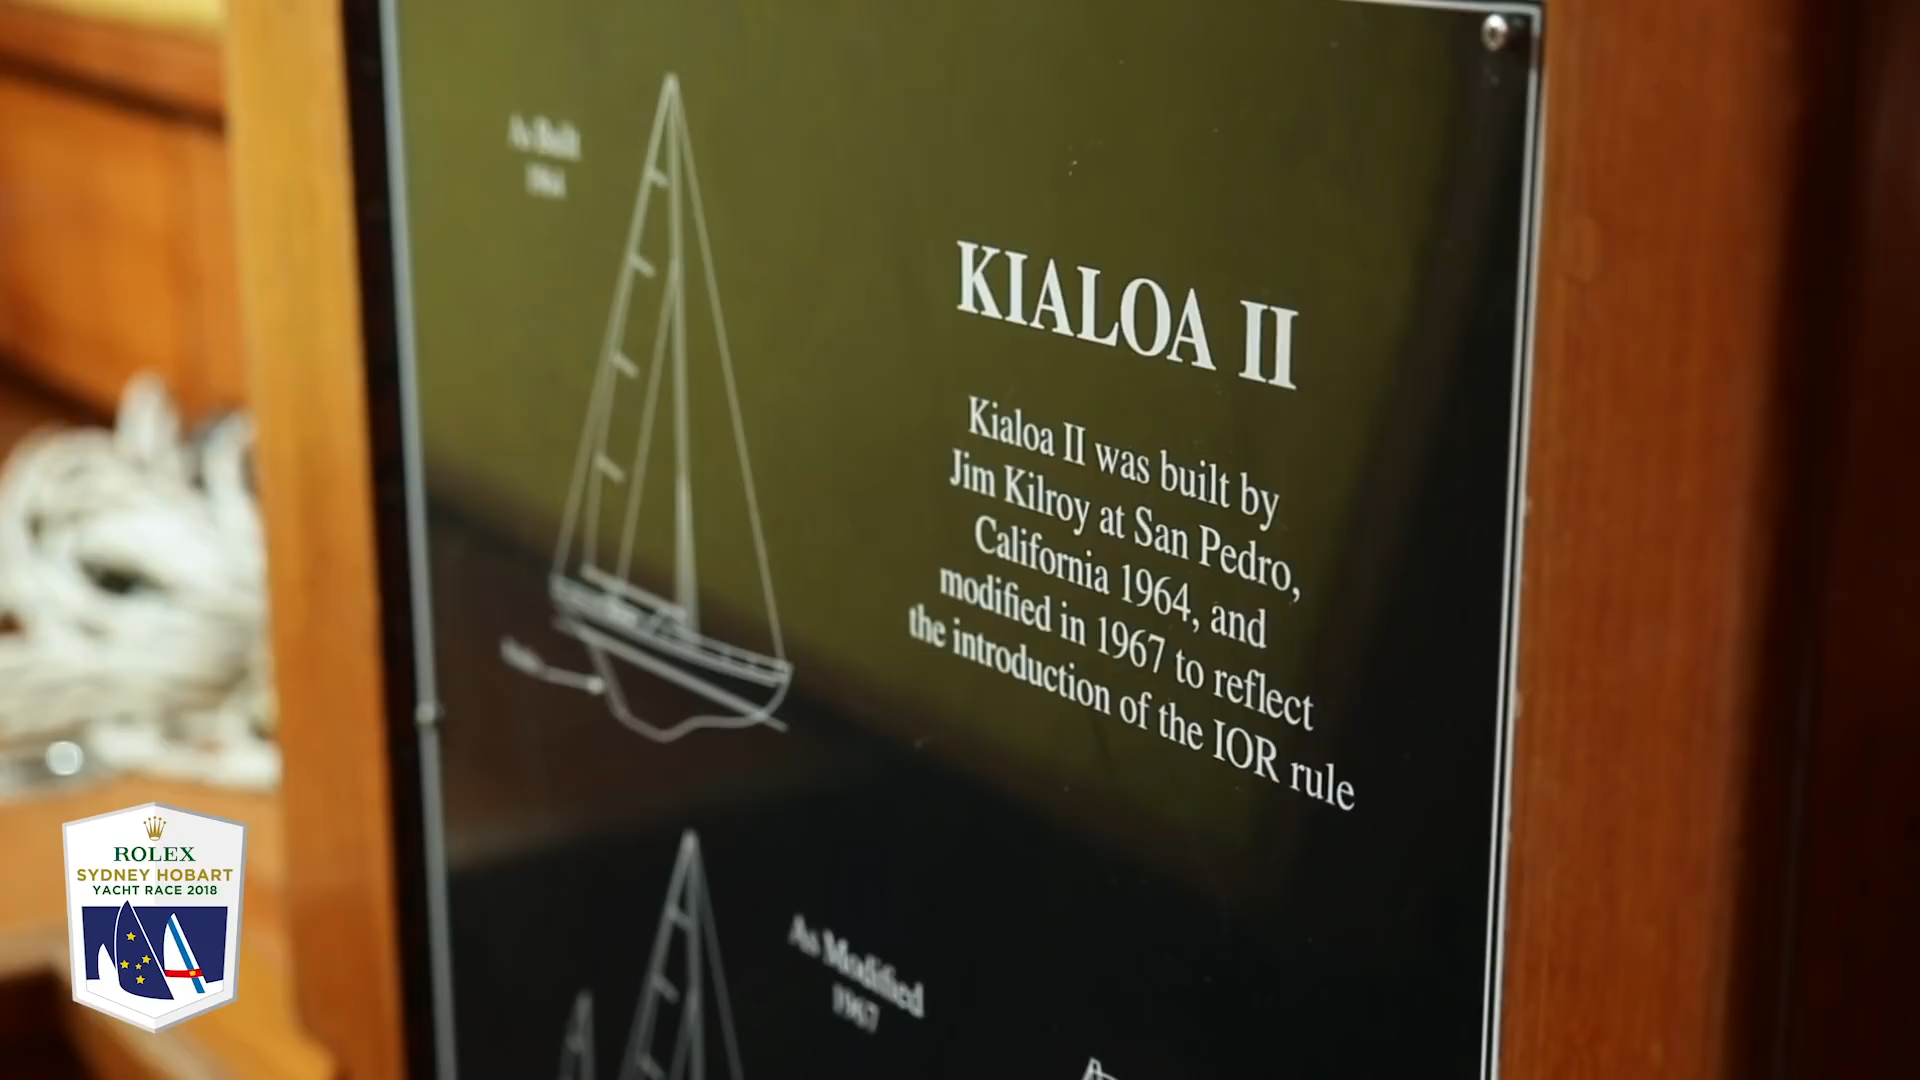 As Built
1964
KIALOA II
Kialoa II was built by
Jim Kilroy at San Pedro,
California 1964, and
modified in 1967 to reflect
the introduction of the IOR rule
As Modified
1967
ROLEX
SYDNEY HOBART
YACHT RACE 2018